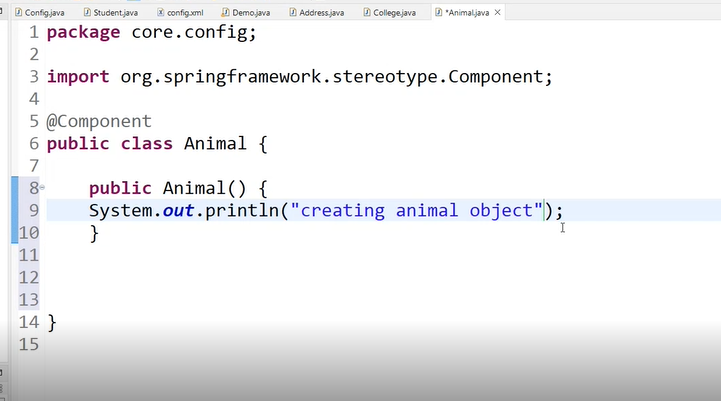 Config.java Student.java config.xml Demo.java Address.java College.java *Animal.java
1 package core.config;
2
3 import org.springframework.stereotype.Component;
4
5 @Component
6 public class Animal {
7
8 public Animal() {
9 System.out.println("creating animal object");
10 }
11
12
13
14 }
15